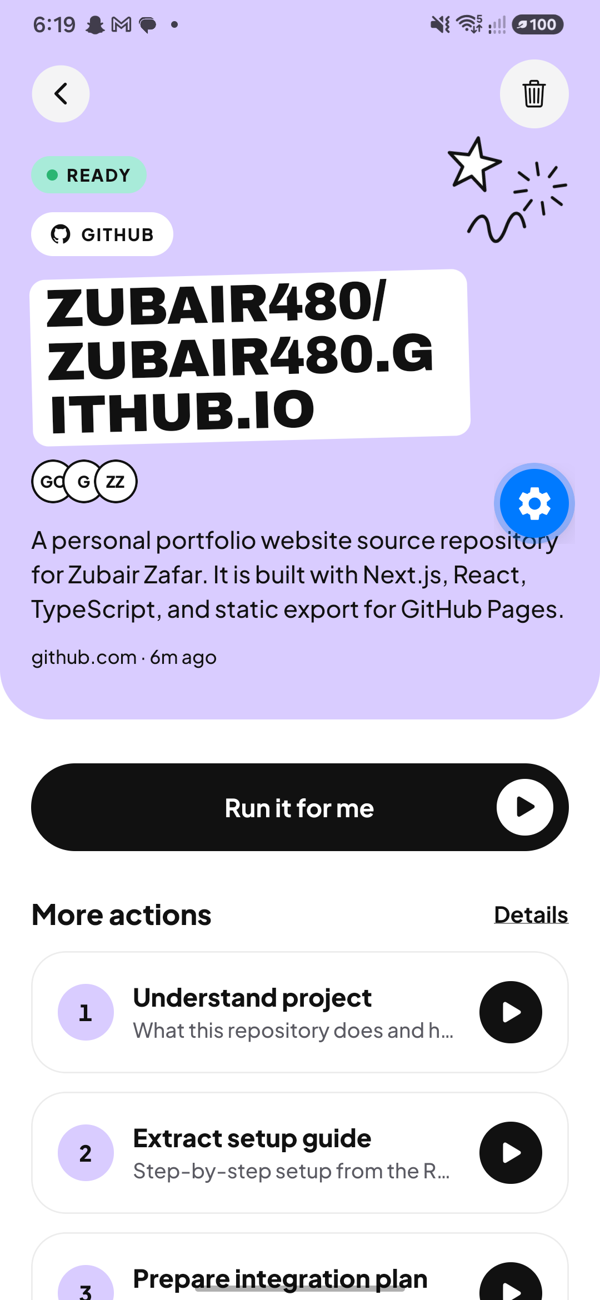 6:19
100
READY
GITHUB
ZUBAIR480/
ZUBAIR480.G
ITHUB.IO
GO G ZZ
A personal portfolio website source repository
for Zubair Zafar. It is built with Next.js, React,
TypeScript, and static export for GitHub Pages.
github.com · 6m ago
Run it for me
More actions
Details
1
Understand project
What this repository does and h...
2
Extract setup guide
Step-by-step setup from the R...
3
Prepare integration plan